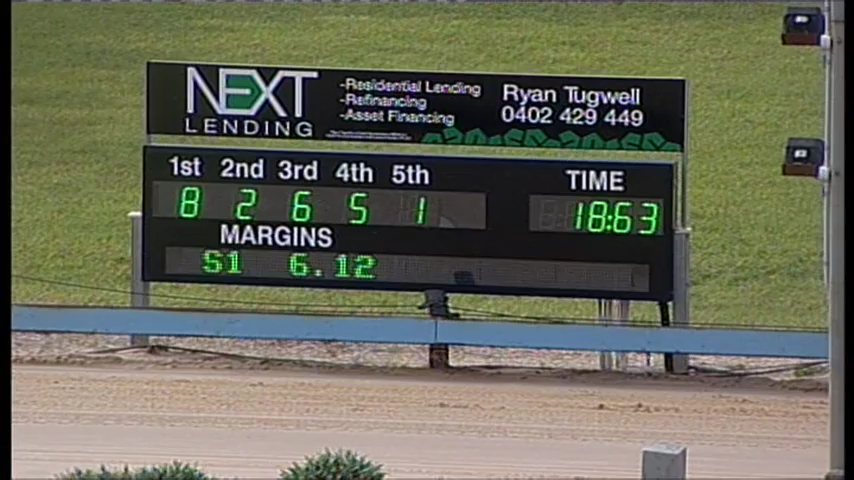 NEXT
LENDING
-Residential Lending
-Refinancing
-Asset Financing
Ryan Tugwell
0402 429 449
1st 2nd 3rd 4th 5th
8 2 6 5 1
TIME
18:63
MARGINS
S1 6.12